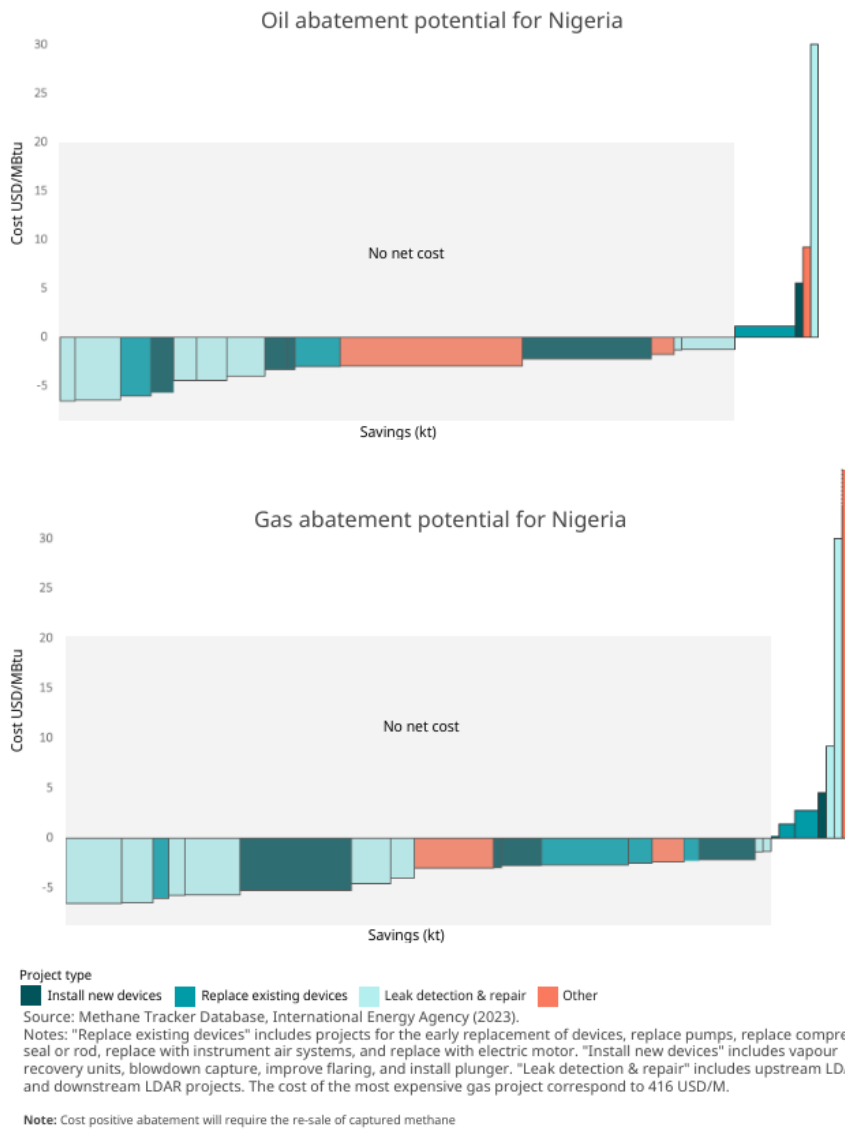 Oil abatement potential for Nigeria
30
25
20
15
10
5
0
-5
Cost USD/MBtu
No net cost
Savings (kt)
Gas abatement potential for Nigeria
30
25
20
15
10
5
0
-5
Cost USD/MBtu
No net cost
Savings (kt)
Project type
Install new devices Replace existing devices Leak detection & repair Other
Source: Methane Tracker Database, International Energy Agency (2023).
Notes: "Replace existing devices" includes projects for the early replacement of devices, replace pumps, replace compre
seal or rod, replace with instrument air systems, and replace with electric motor. "Install new devices" includes vapour
recovery units, blowdown capture, improve flaring, and install plunger. "Leak detection & repair" includes upstream LD
and downstream LDAR projects. The cost of the most expensive gas project correspond to 416 USD/M.
Note: Cost positive abatement will require the re-sale of captured methane